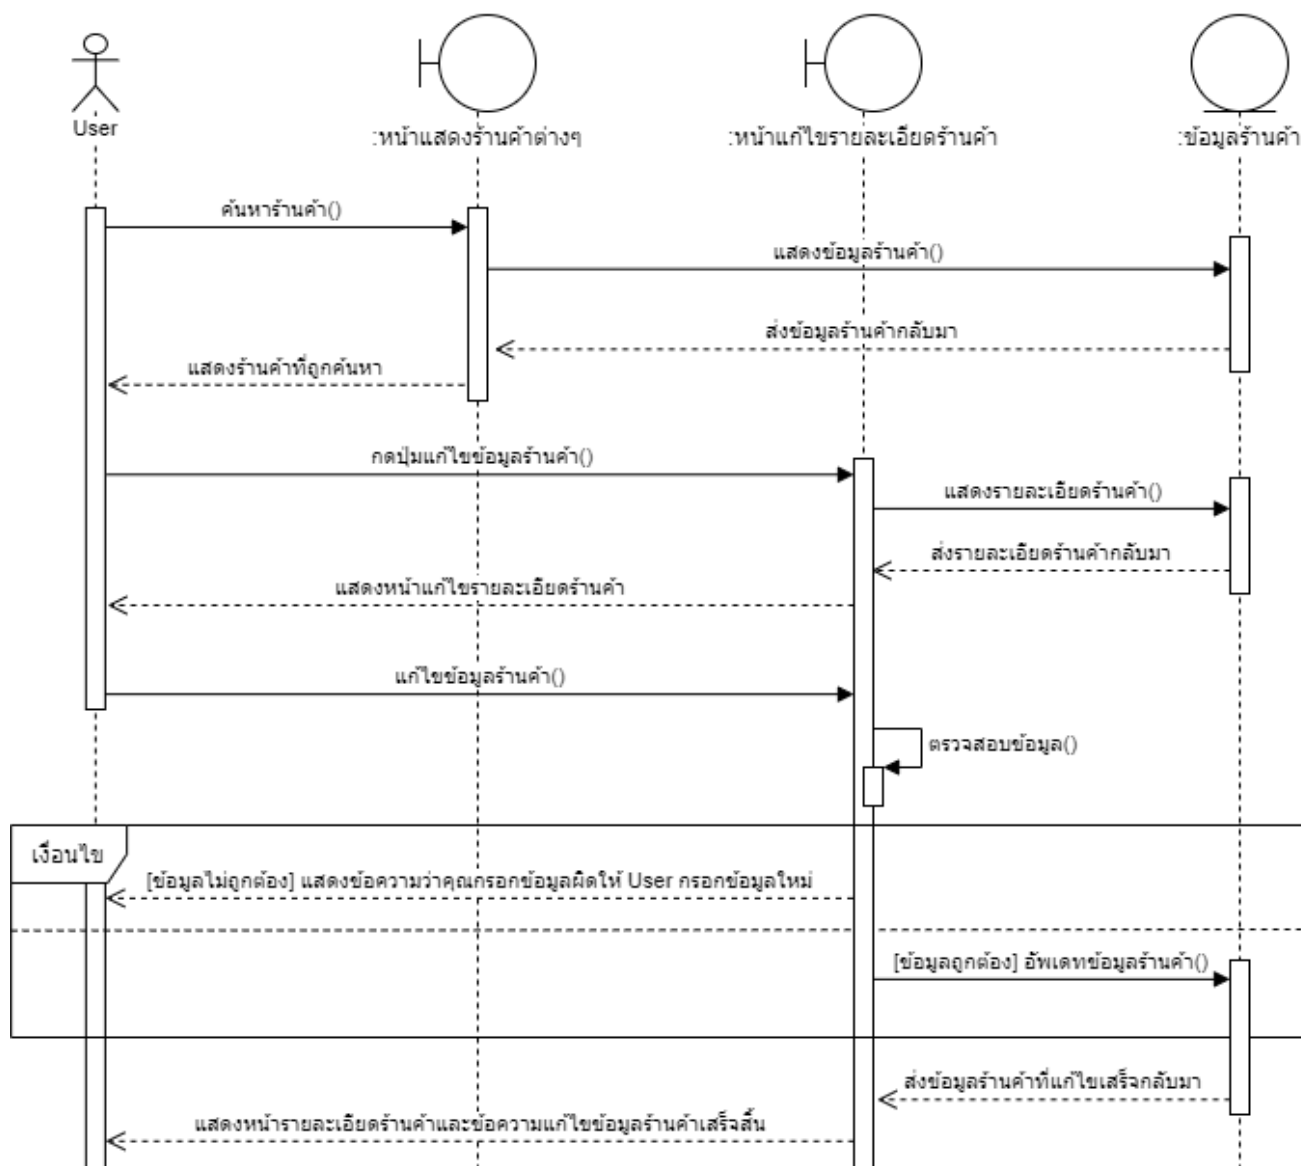 User
:หน้าแสดงร้านค้าต่างๆ
:หน้าแก้ไขรายละเอียดร้านค้า
:ข้อมูลร้านค้า
ค้นหาร้านค้า()
แสดงข้อมูลร้านค้า()
ส่งข้อมูลร้านค้ากลับมา
แสดงร้านค้าที่ถูกค้นหา
กดปุ่มแก้ไขข้อมูลร้านค้า()
แสดงรายละเอียดร้านค้า()
ส่งรายละเอียดร้านค้ากลับมา
แสดงหน้าแก้ไขรายละเอียดร้านค้า
แก้ไขข้อมูลร้านค้า()
ตรวจสอบข้อมูล()
เงื่อนไข
[ข้อมูลไม่ถูกต้อง] แสดงข้อความว่าคุณกรอกข้อมูลผิดให้ User กรอกข้อมูลใหม่
[ข้อมูลถูกต้อง] อัพเดทข้อมูลร้านค้า()
ส่งข้อมูลร้านค้าที่แก้ไขเสร็จกลับมา
แสดงหน้ารายละเอียดร้านค้าและข้อความแก้ไขข้อมูลร้านค้าเสร็จสิ้น